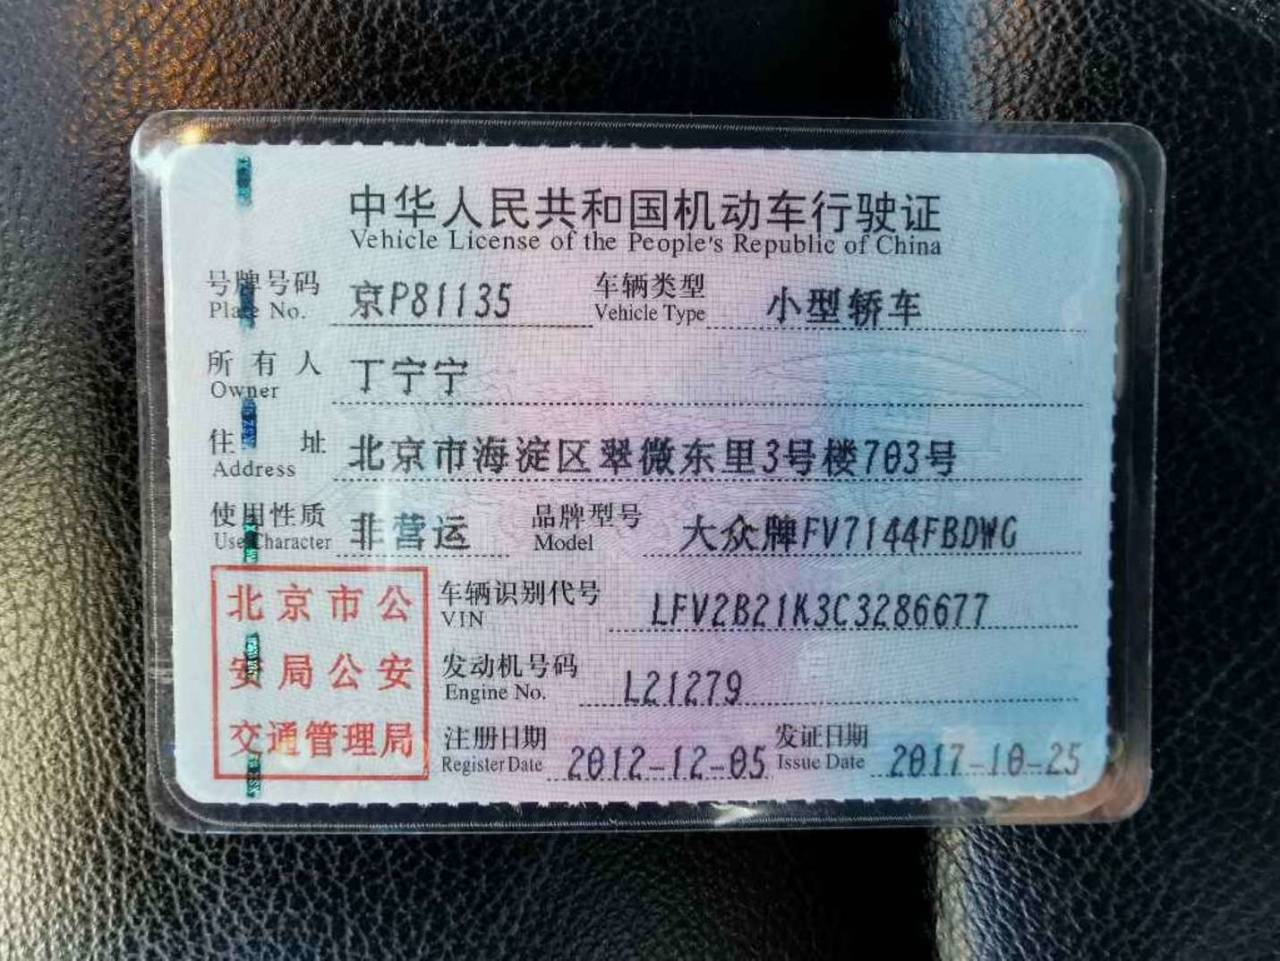 中华人民共和国机动车行驶证
Vehicle License of the People's Republic of China
号牌号码 京P81135 车辆类型 小型轿车
Plate No. Vehicle Type
所有人 丁宁宁
Owner
住址 北京市海淀区翠微东里3号楼703号
Address
使用性质 非营运 品牌型号 大众牌FV7144FBDWG
Use Character Model
北京市公 车辆识别代号 LFV2B21K3C3286677
VIN
安局公安 发动机号码 L21279
Engine No.
交通管理局 注册日期 2012-12-05 发证日期 2017-10-25
Register Date Issue Date